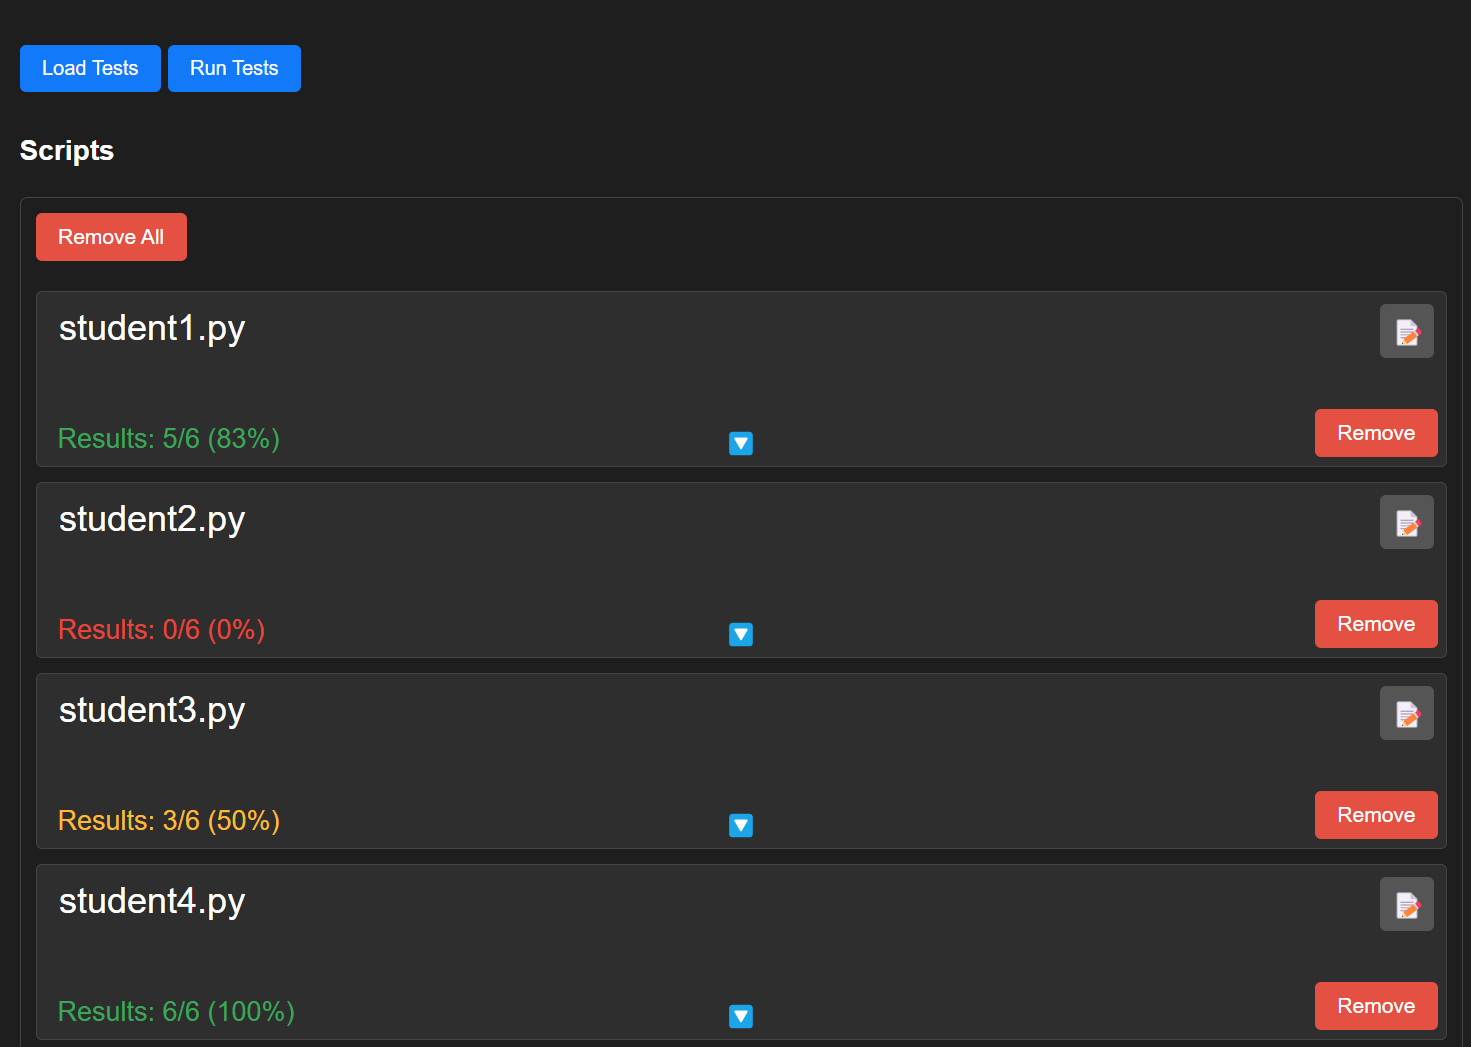 Load Tests Run Tests
Scripts
Remove All
student1.py
Results: 5/6 (83%)
Remove
student2.py
Results: 0/6 (0%)
Remove
student3.py
Results: 3/6 (50%)
Remove
student4.py
Results: 6/6 (100%)
Remove